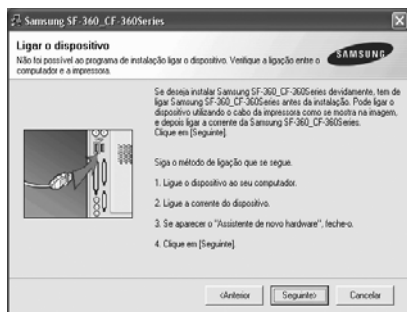 Samsung SF-360_CF-360Series
Ligar o dispositivo
Não foi possível ao programa de instalação ligar o dispositivo. Verifique a ligação entre o
computador e a impressora.
SAMSUNG
Se deseja instalar Samsung SF-360_CF-360Series devidamente, tem de
ligar Samsung SF-360_CF-360Series antes da instalação. Pode ligar o
dispositivo utilizando o cabo da impressora como se mostra na imagem,
e depois ligar a corrente da Samsung SF-360_CF-360Series.
Clique em [Seguinte].
Siga o método de ligação que se segue.
1. Ligue o dispositivo ao seu computador.
2. Ligue a corrente do dispositivo.
3. Se aparecer o "Assistente de novo hardware", feche-o.
4. Clique em [Seguinte].
<Anterior
Seguinte>
Cancelar